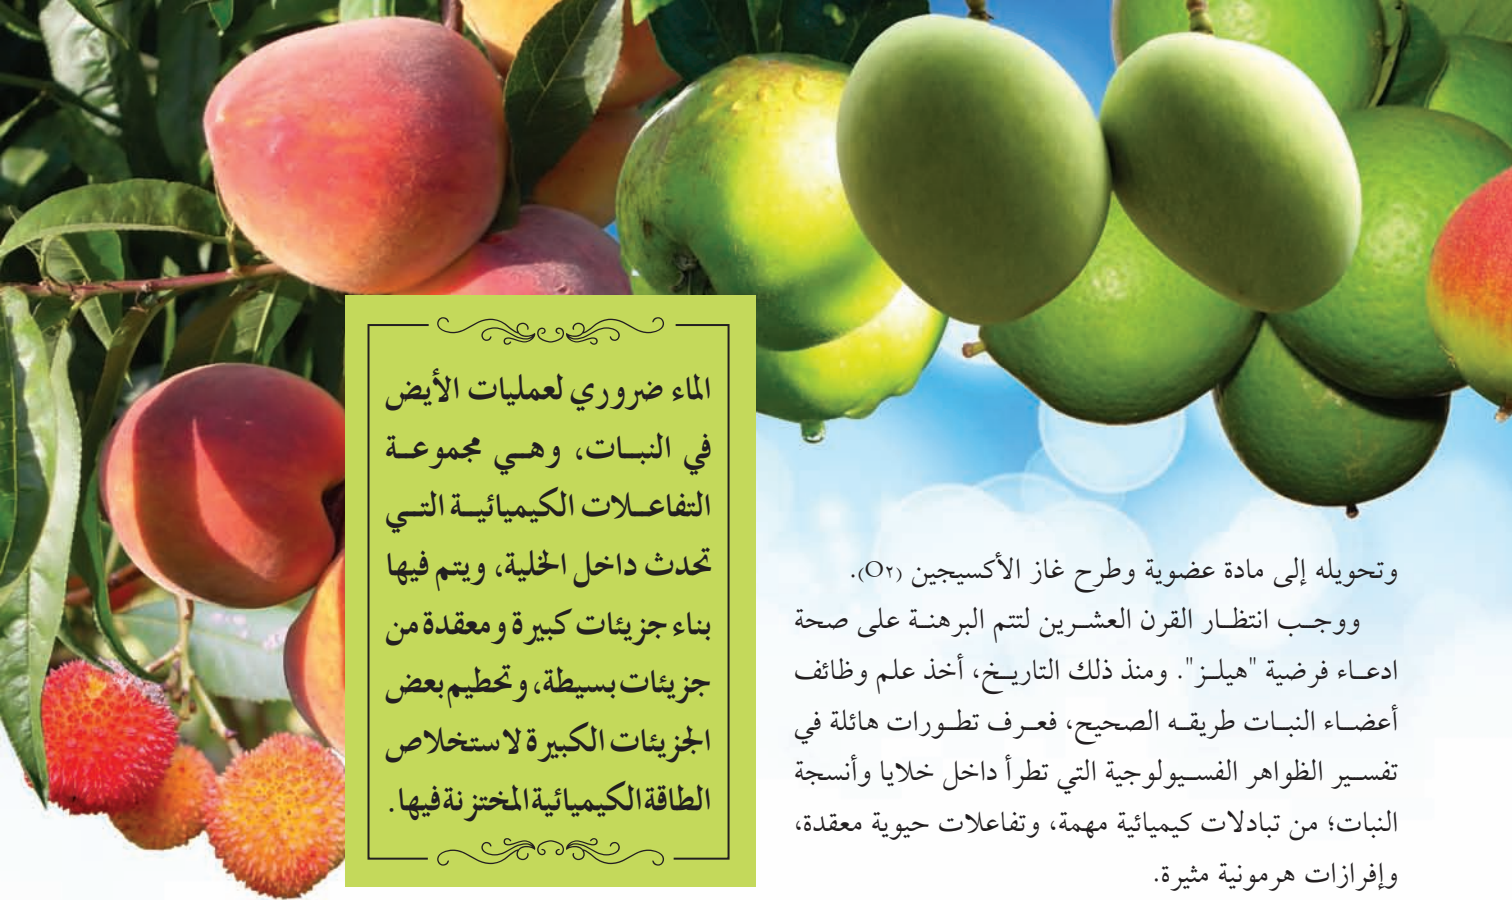 وتحويله إلى مادة عضوية وطرح غاز الأكسيجين (O٢).
ووجب انتظار القرن العشرين لتتم البرهنة على صحة
ادعاء فرضية "هيلز". ومنذ ذلك التاريخ، أخذ علم وظائف
أعضاء النبات طريقه الصحيح، فعرف تطورات هائلة في
تفسير الظواهر الفسيولوجية التي تطرأ داخل خلايا وأنسجة
النبات؛ من تبادلات كيميائية مهمة، وتفاعلات حيوية معقدة،
وإفرازات هرمونية مثيرة.
الماء ضروري لعمليات الأيض
في النبات، وهي مجموعة
التفاعلات الكيميائية التي
تحدث داخل الخلية، ويتم فيها
بناء جزيئات كبيرة ومعقدة من
جزيئات بسيطة، وتحطيم بعض
الجزيئات الكبيرة لاستخلاص
الطاقة الكيميائية المختزنة فيها.